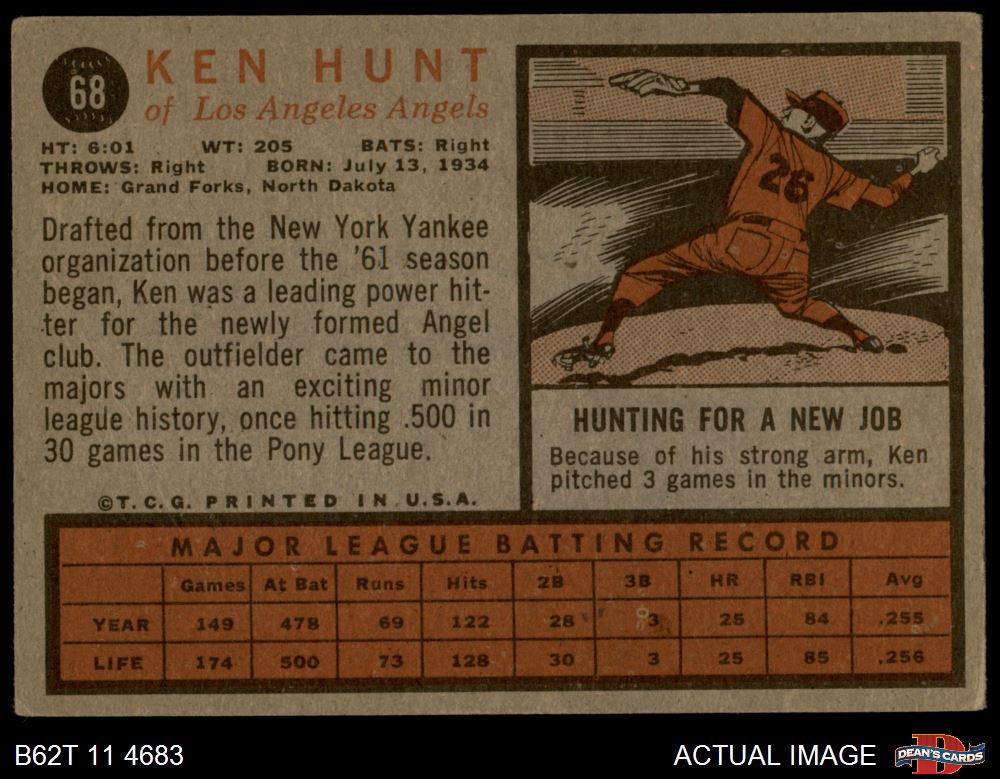 68
KEN HUNT
of Los Angeles Angels
HT: 6:01 WT: 205 BATS: Right
THROWS: Right BORN: July 13, 1934
HOME: Grand Forks, North Dakota
Drafted from the New York Yankee
organization before the '61 season
began, Ken was a leading power hit-
ter for the newly formed Angel
club. The outfielder came to the
majors with an exciting minor
league history, once hitting .500 in
30 games in the Pony League.
©T.C.G. PRINTED IN U.S.A.
26
HUNTING FOR A NEW JOB
Because of his strong arm, Ken
pitched 3 games in the minors.
MAJOR LEAGUE BATTING RECORD
Games At Bat Runs Hits 2B 3B HR RBI Avg
YEAR 149 478 69 122 28 3 25 84 .255
LIFE 174 500 73 128 30 3 25 85 .256
B62T 11 4683
ACTUAL IMAGE
DEAN'S CARDS